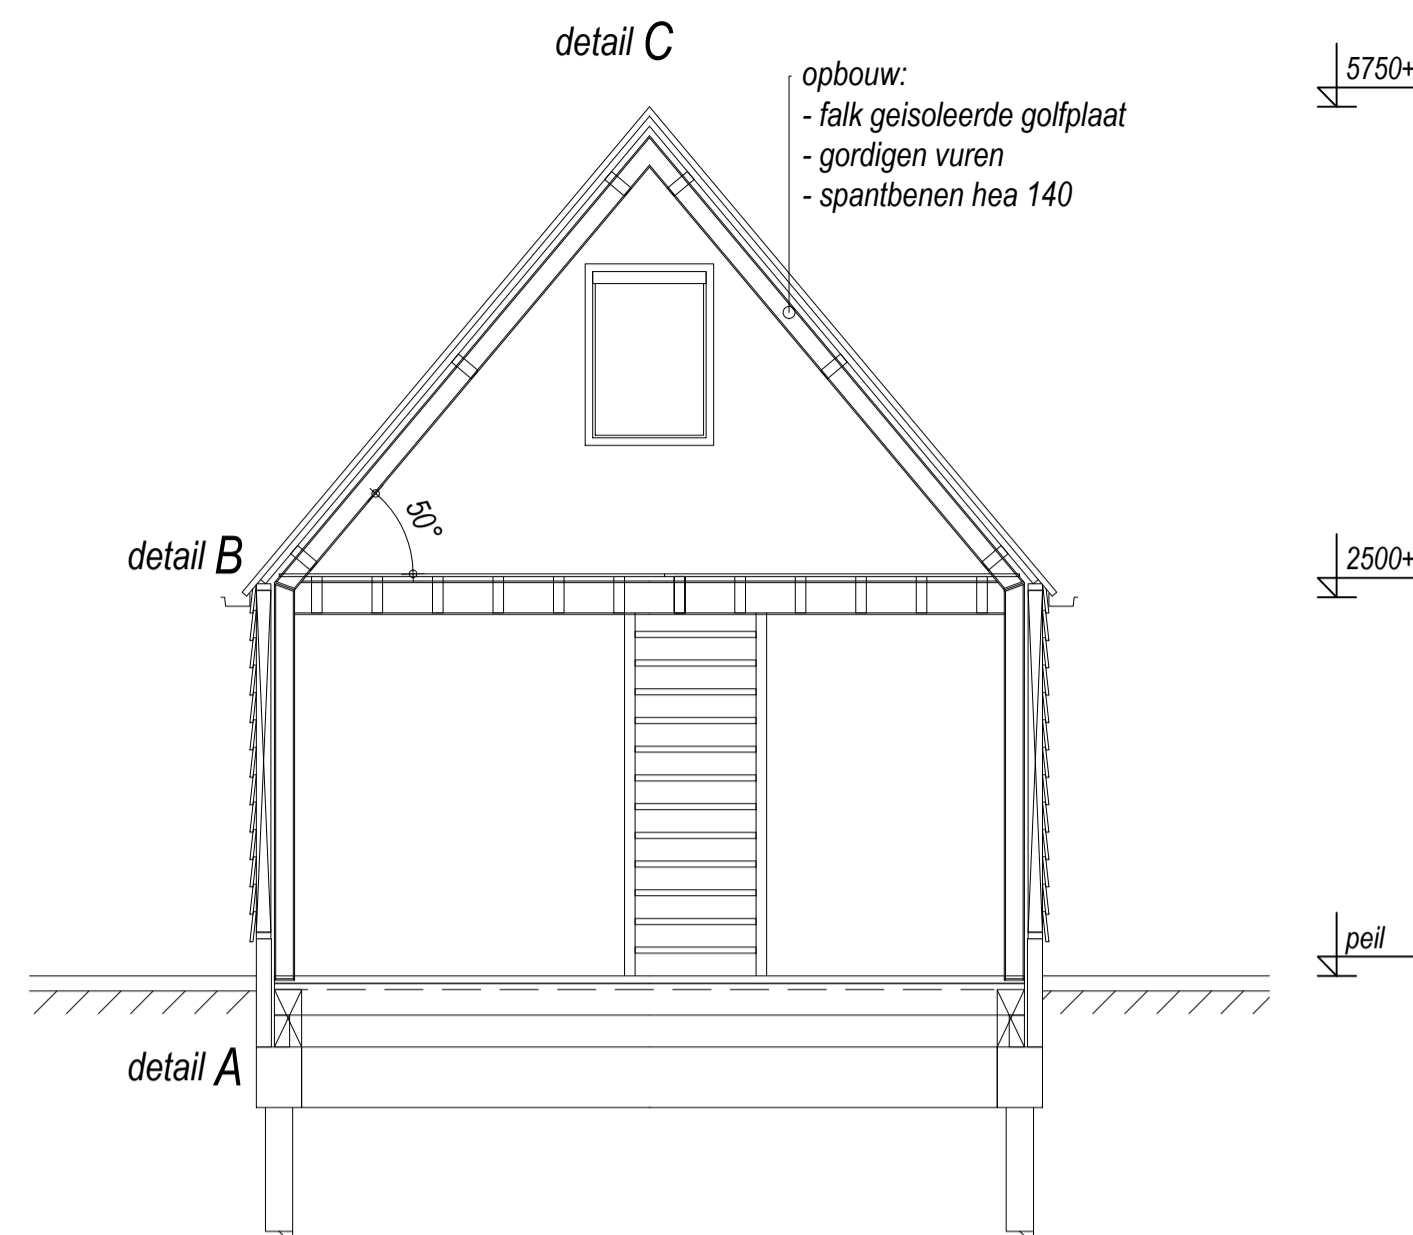 detail C
opbouw:
- falk geisoleerde golfplaat
- gordigen vuren
- spantbenen hea 140
5750+
50°
detail B
2500+
peil
detail A